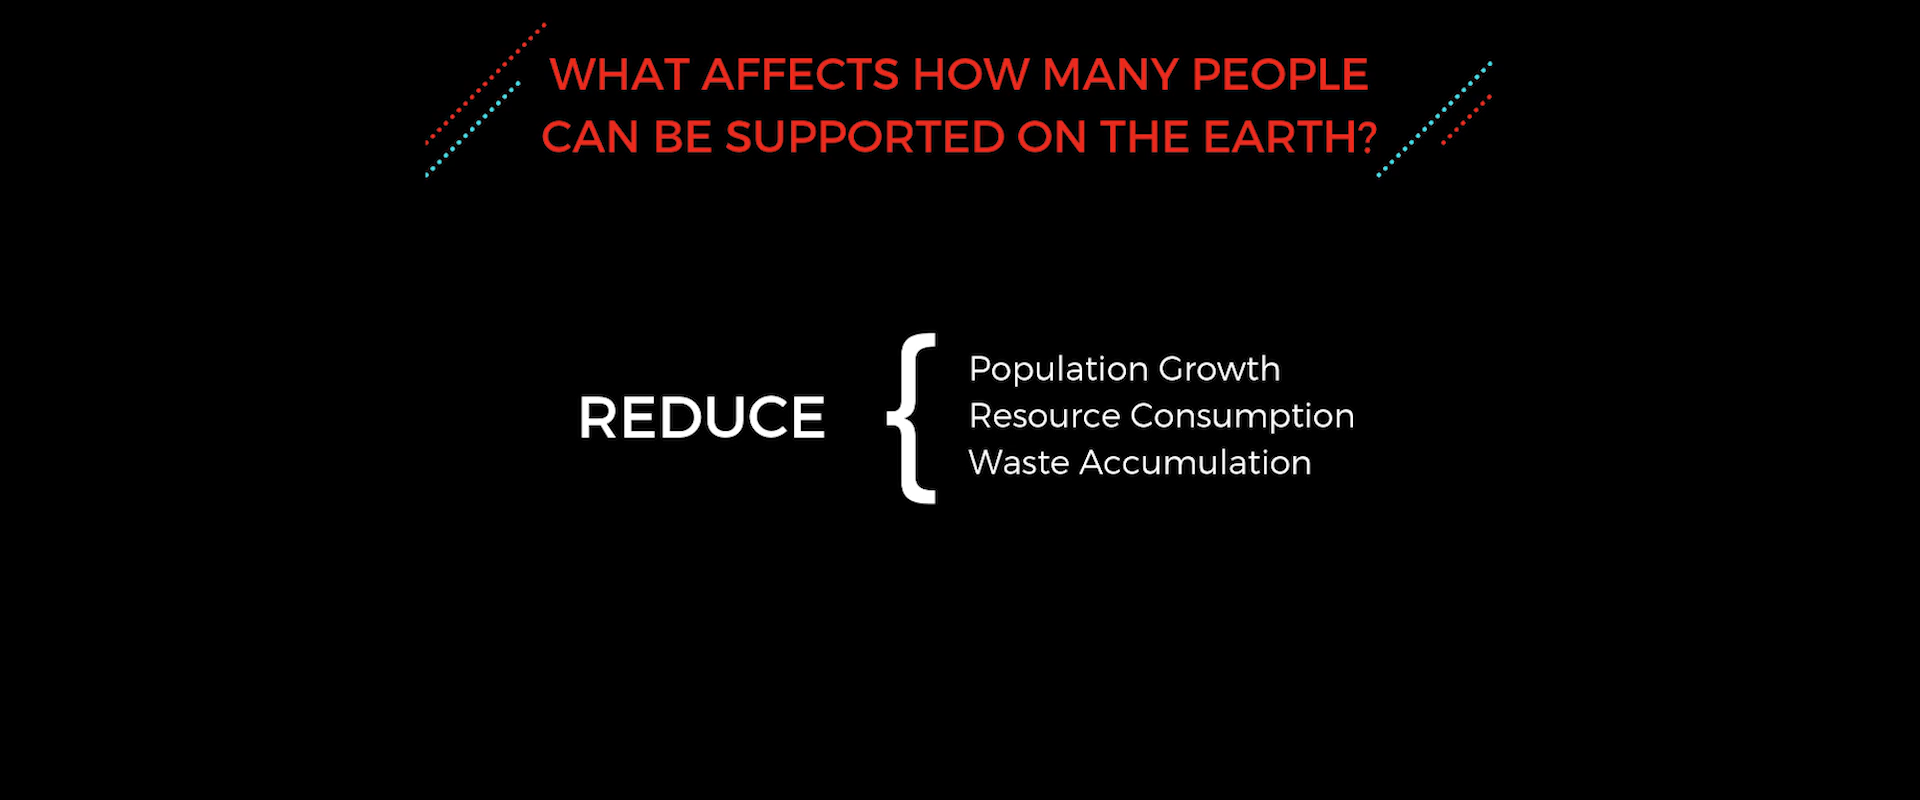 WHAT AFFECTS HOW MANY PEOPLE
CAN BE SUPPORTED ON THE EARTH?
REDUCE
Population Growth
Resource Consumption
Waste Accumulation